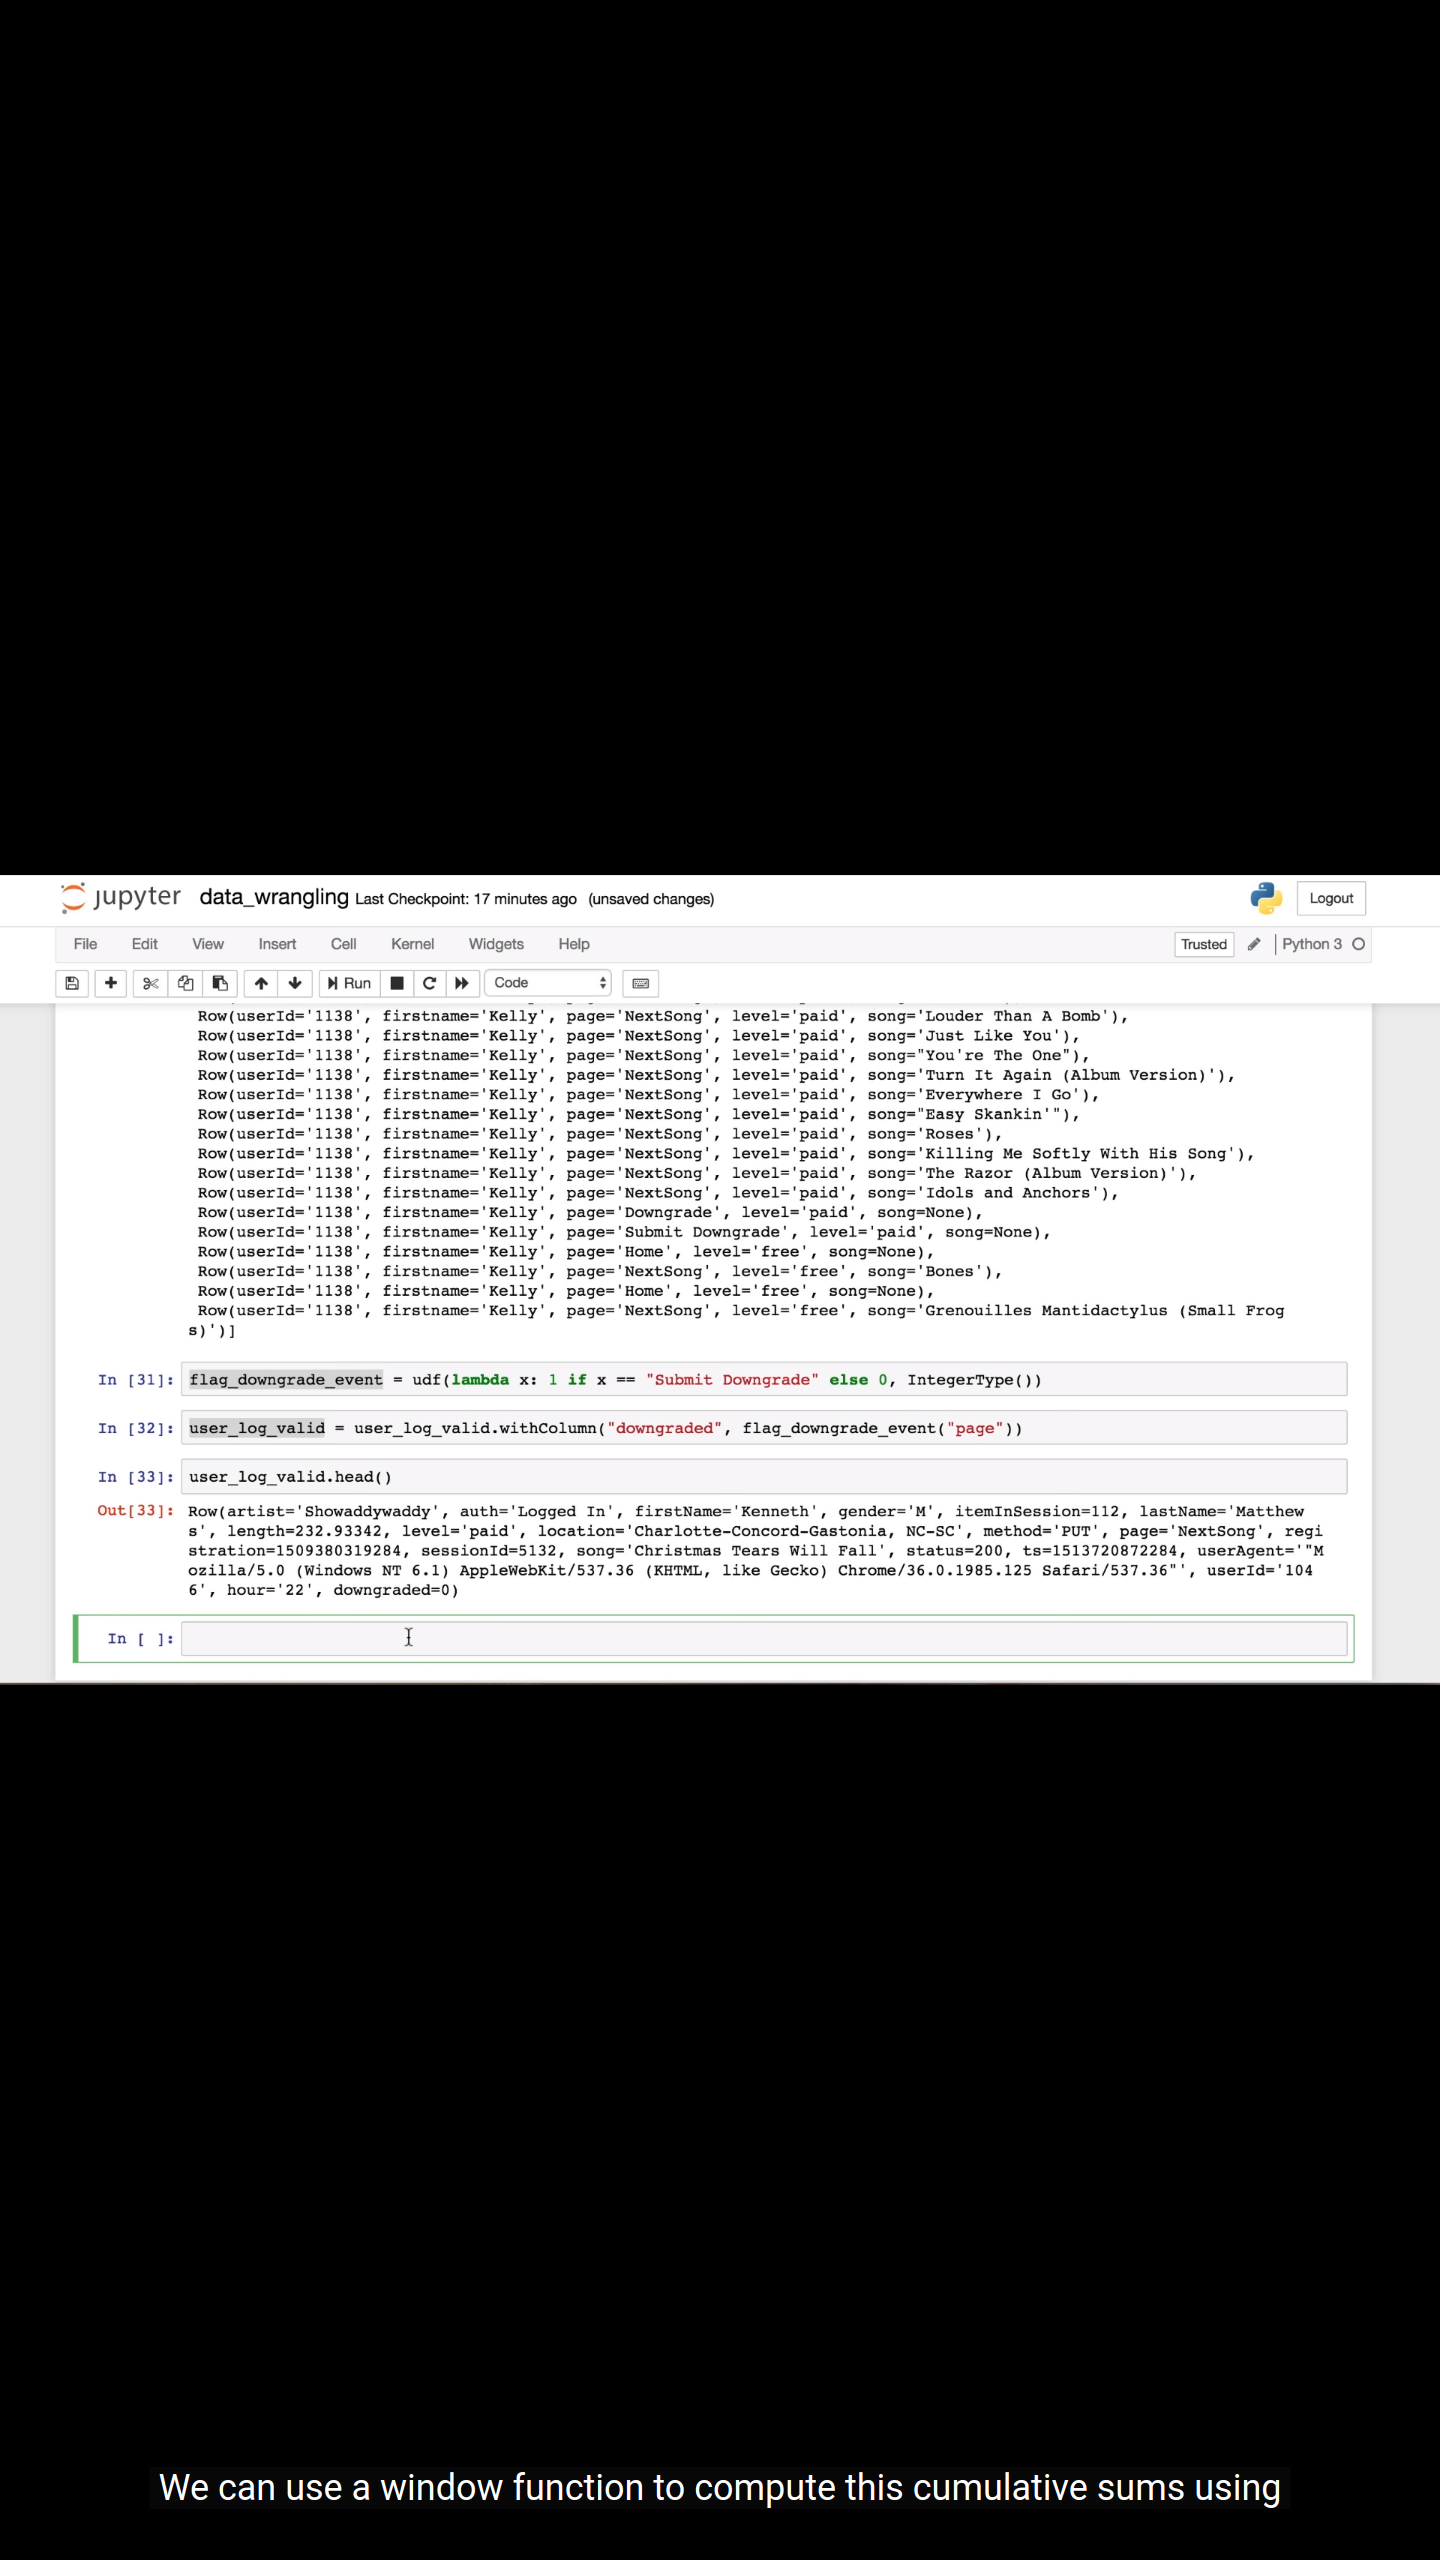 jupyter data_wrangling Last Checkpoint: 17 minutes ago (unsaved changes) Logout
File Edit View Insert Cell Kernel Widgets Help Trusted Python 3
Run Code
Row(userId='1138', firstname='Kelly', page='NextSong', level='paid', song='Louder Than A Bomb'),
Row(userId='1138', firstname='Kelly', page='NextSong', level='paid', song='Just Like You'),
Row(userId='1138', firstname='Kelly', page='NextSong', level='paid', song="You're The One"),
Row(userId='1138', firstname='Kelly', page='NextSong', level='paid', song='Turn It Again (Album Version)'),
Row(userId='1138', firstname='Kelly', page='NextSong', level='paid', song='Everywhere I Go'),
Row(userId='1138', firstname='Kelly', page='NextSong', level='paid', song="Easy Skankin'"),
Row(userId='1138', firstname='Kelly', page='NextSong', level='paid', song='Roses'),
Row(userId='1138', firstname='Kelly', page='NextSong', level='paid', song='Killing Me Softly With His Song'),
Row(userId='1138', firstname='Kelly', page='NextSong', level='paid', song='The Razor (Album Version)'),
Row(userId='1138', firstname='Kelly', page='NextSong', level='paid', song='Idols and Anchors'),
Row(userId='1138', firstname='Kelly', page='Downgrade', level='paid', song=None),
Row(userId='1138', firstname='Kelly', page='Submit Downgrade', level='paid', song=None),
Row(userId='1138', firstname='Kelly', page='Home', level='free', song=None),
Row(userId='1138', firstname='Kelly', page='NextSong', level='free', song='Bones'),
Row(userId='1138', firstname='Kelly', page='Home', level='free', song=None),
Row(userId='1138', firstname='Kelly', page='NextSong', level='free', song='Grenouilles Mantidactylus (Small Frog
s)')]
In [31]: flag_downgrade_event = udf(lambda x: 1 if x == "Submit Downgrade" else 0, IntegerType())
In [32]: user_log_valid = user_log_valid.withColumn("downgraded", flag_downgrade_event("page"))
In [33]: user_log_valid.head()
Out[33]: Row(artist='Showaddywaddy', auth='Logged In', firstName='Kenneth', gender='M', itemInSession=112, lastName='Matthew
s', length=232.93342, level='paid', location='Charlotte-Concord-Gastonia, NC-SC', method='PUT', page='NextSong', regi
stration=1509380319284, sessionId=5132, song='Christmas Tears Will Fall', status=200, ts=1513720872284, userAgent='"M
ozilla/5.0 (Windows NT 6.1) AppleWebKit/537.36 (KHTML, like Gecko) Chrome/36.0.1985.125 Safari/537.36"', userId='104
6', hour='22', downgraded=0)
In [ ]:
We can use a window function to compute this cumulative sums using